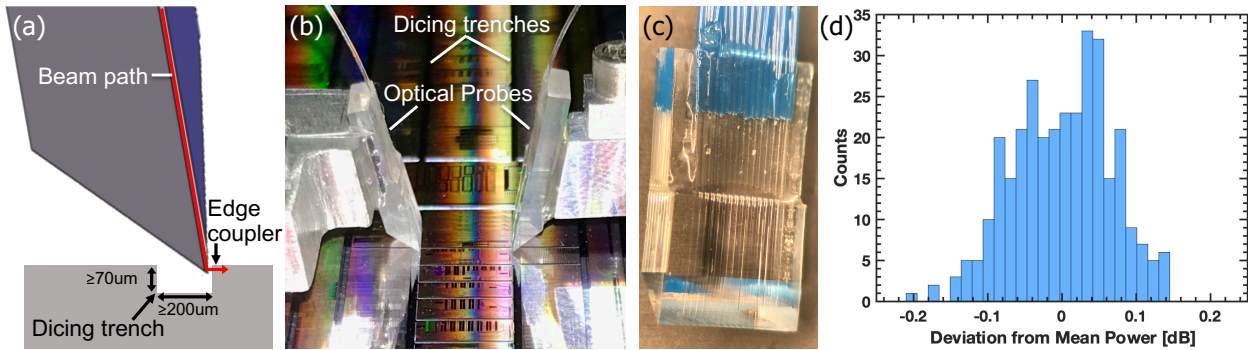 (a)
Beam path
Edge
coupler
≥70um
≥200um
Dicing trench
(b)
Dicing trenches
Optical Probes
(c)
(d)
35
30
25
20
15
10
5
0
Counts
-0.2 -0.1 0 0.1 0.2
Deviation from Mean Power [dB]